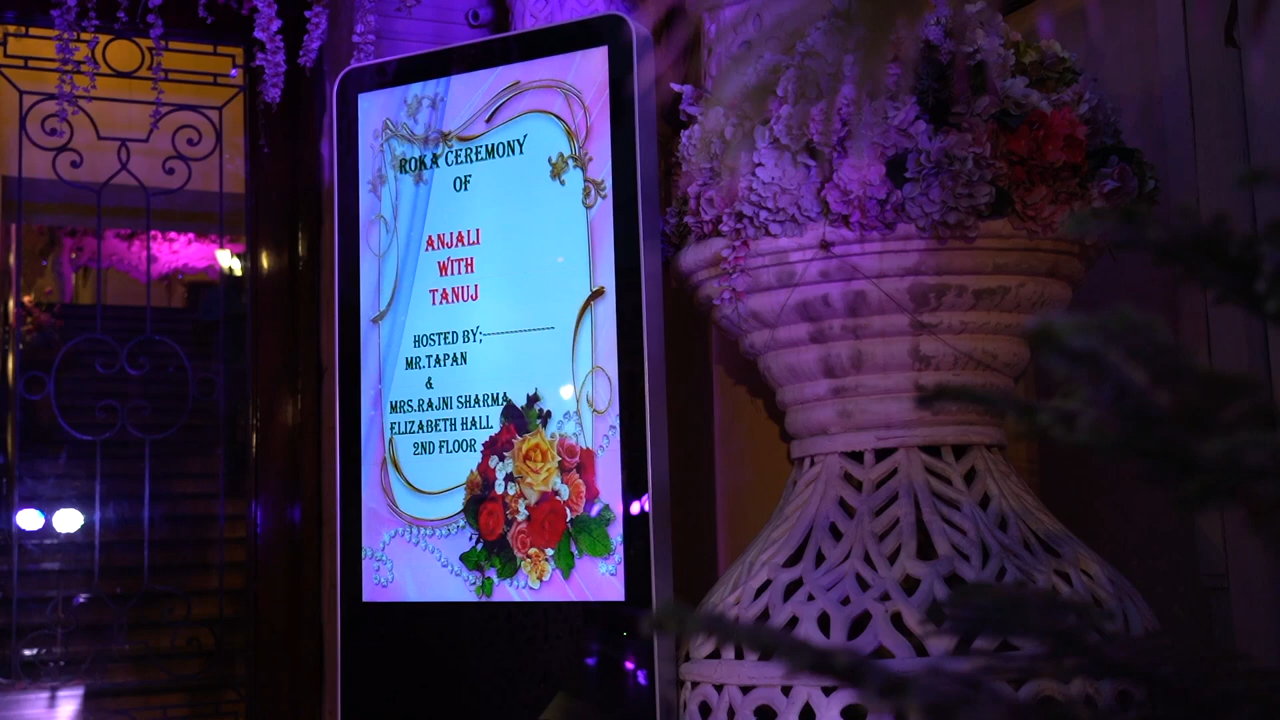 ROKA CEREMONY
OF
ANJALI
WITH
TANUJ
HOSTED BY;--------------------
MR.TAPAN
&
MRS.RAJNI SHARMA
ELIZABETH HALL
2ND FLOOR